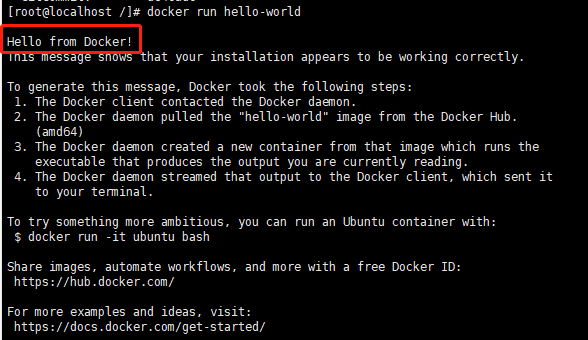 [root@localhost /]# docker run hello-world
Hello from Docker!
This message shows that your installation appears to be working correctly.
To generate this message, Docker took the following steps:
1. The Docker client contacted the Docker daemon.
2. The Docker daemon pulled the "hello-world" image from the Docker Hub.
(amd64)
3. The Docker daemon created a new container from that image which runs the
executable that produces the output you are currently reading.
4. The Docker daemon streamed that output to the Docker client, which sent it
to your terminal.
To try something more ambitious, you can run an Ubuntu container with:
$ docker run -it ubuntu bash
Share images, automate workflows, and more with a free Docker ID:
https://hub.docker.com/
For more examples and ideas, visit:
https://docs.docker.com/get-started/